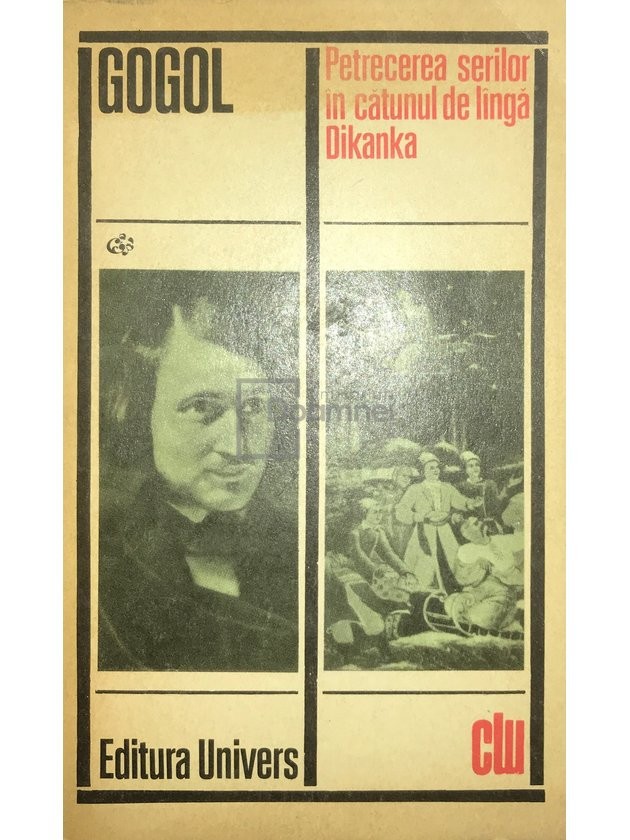 GOGOL
Petrecerea serilor
în cătunul de lîngă
Dikanka
Editura Univers
clu